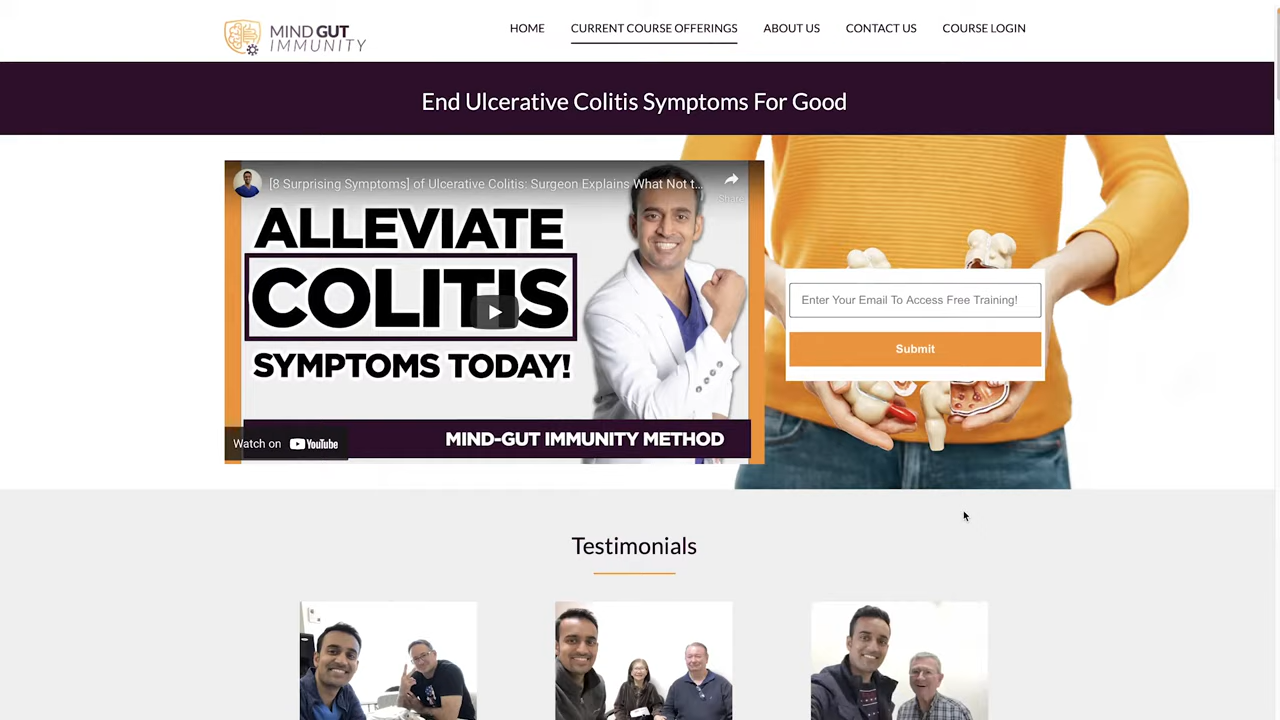 MIND GUT
IMMUNITY
HOME
CURRENT COURSE OFFERINGS
ABOUT US
CONTACT US
COURSE LOGIN
End Ulcerative Colitis Symptoms For Good
[8 Surprising Symptoms] of Ulcerative Colitis: Surgeon Explains What Not t...
Share
ALLEVIATE
COLITIS
SYMPTOMS TODAY!
Watch on YouTube
MIND-GUT IMMUNITY METHOD
Enter Your Email To Access Free Training!
Submit
Testimonials